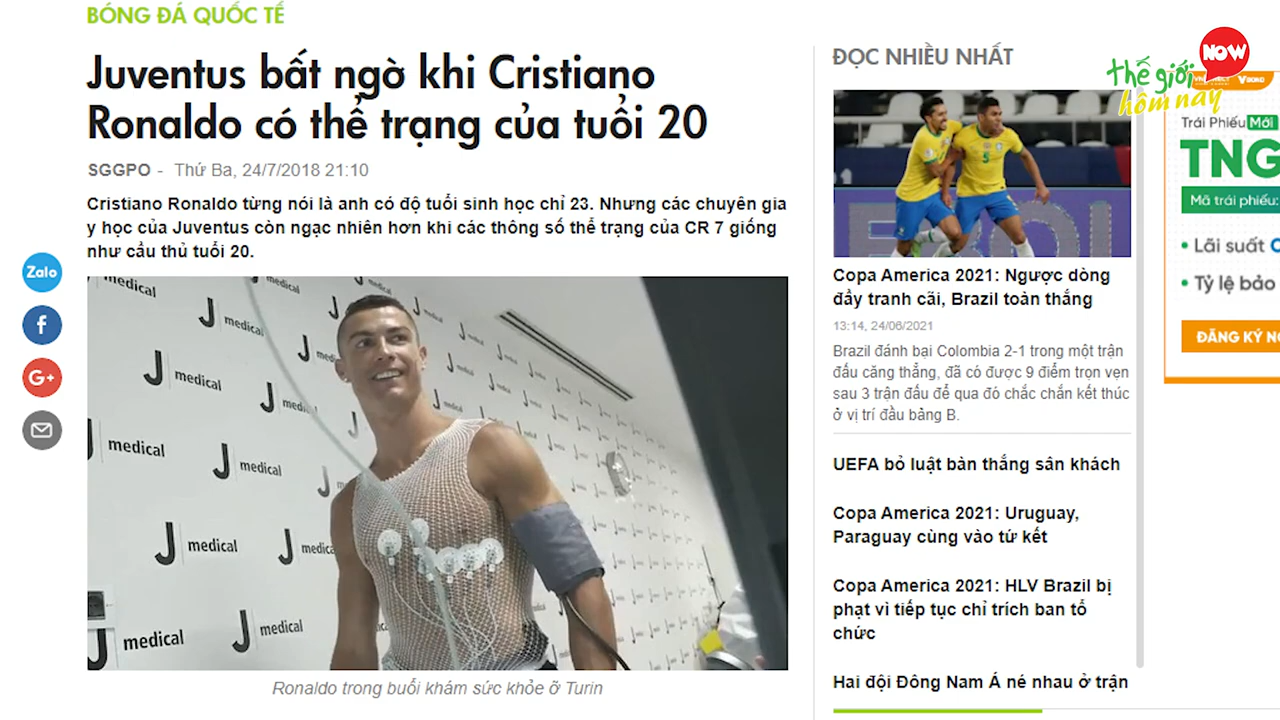 BÓNG ĐÁ QUỐC TẾ
Juventus bất ngờ khi Cristiano
Ronaldo có thể trạng của tuổi 20
SGGPO - Thứ Ba, 24/7/2018 21:10
Cristiano Ronaldo từng nói là anh có độ tuổi sinh học chỉ 23. Nhưng các chuyên gia
y học của Juventus còn ngạc nhiên hơn khi các thông số thể trạng của CR 7 giống
như cầu thủ tuổi 20.
Zalo
f
G+
medical
medical
medical
medical
medical
medical
medical
medical
medical
Ronaldo trong buổi khám sức khỏe ở Turin
ĐỌC NHIỀU NHẤT
Copa America 2021: Ngược dòng
đầy tranh cãi, Brazil toàn thắng
13:14, 24/06/2021
Brazil đánh bại Colombia 2-1 trong một trận
đấu căng thẳng, đã có được 9 điểm trọn vẹn
sau 3 trận đấu để qua đó chắc chắn kết thúc
ở vị trí đầu bảng B.
UEFA bỏ luật bàn thắng sân khách
Copa America 2021: Uruguay,
Paraguay cùng vào tứ kết
Copa America 2021: HLV Brazil bị
phạt vì tiếp tục chỉ trích ban tổ
chức
Hai đội Đông Nam Á né nhau ở trận
thế giới
hôm nay
NOW
Trái Phiếu Mới
TNG
Mã trái phiếu:
Lãi suất
Tỷ lệ bảo
ĐĂNG KÝ